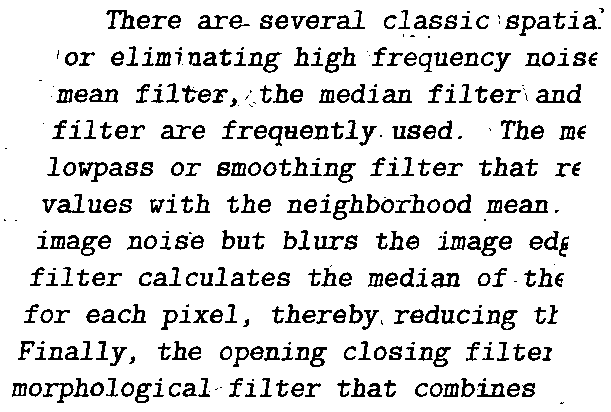 There are several classic spatial
or eliminating high frequency noise
mean filter, the median filter and
filter are frequently used. The me
lowpass or smoothing filter that re
values with the neighborhood mean.
image noise but blurs the image edg
filter calculates the median of the
for each pixel, thereby reducing th
Finally, the opening closing filter
morphological filter that combines